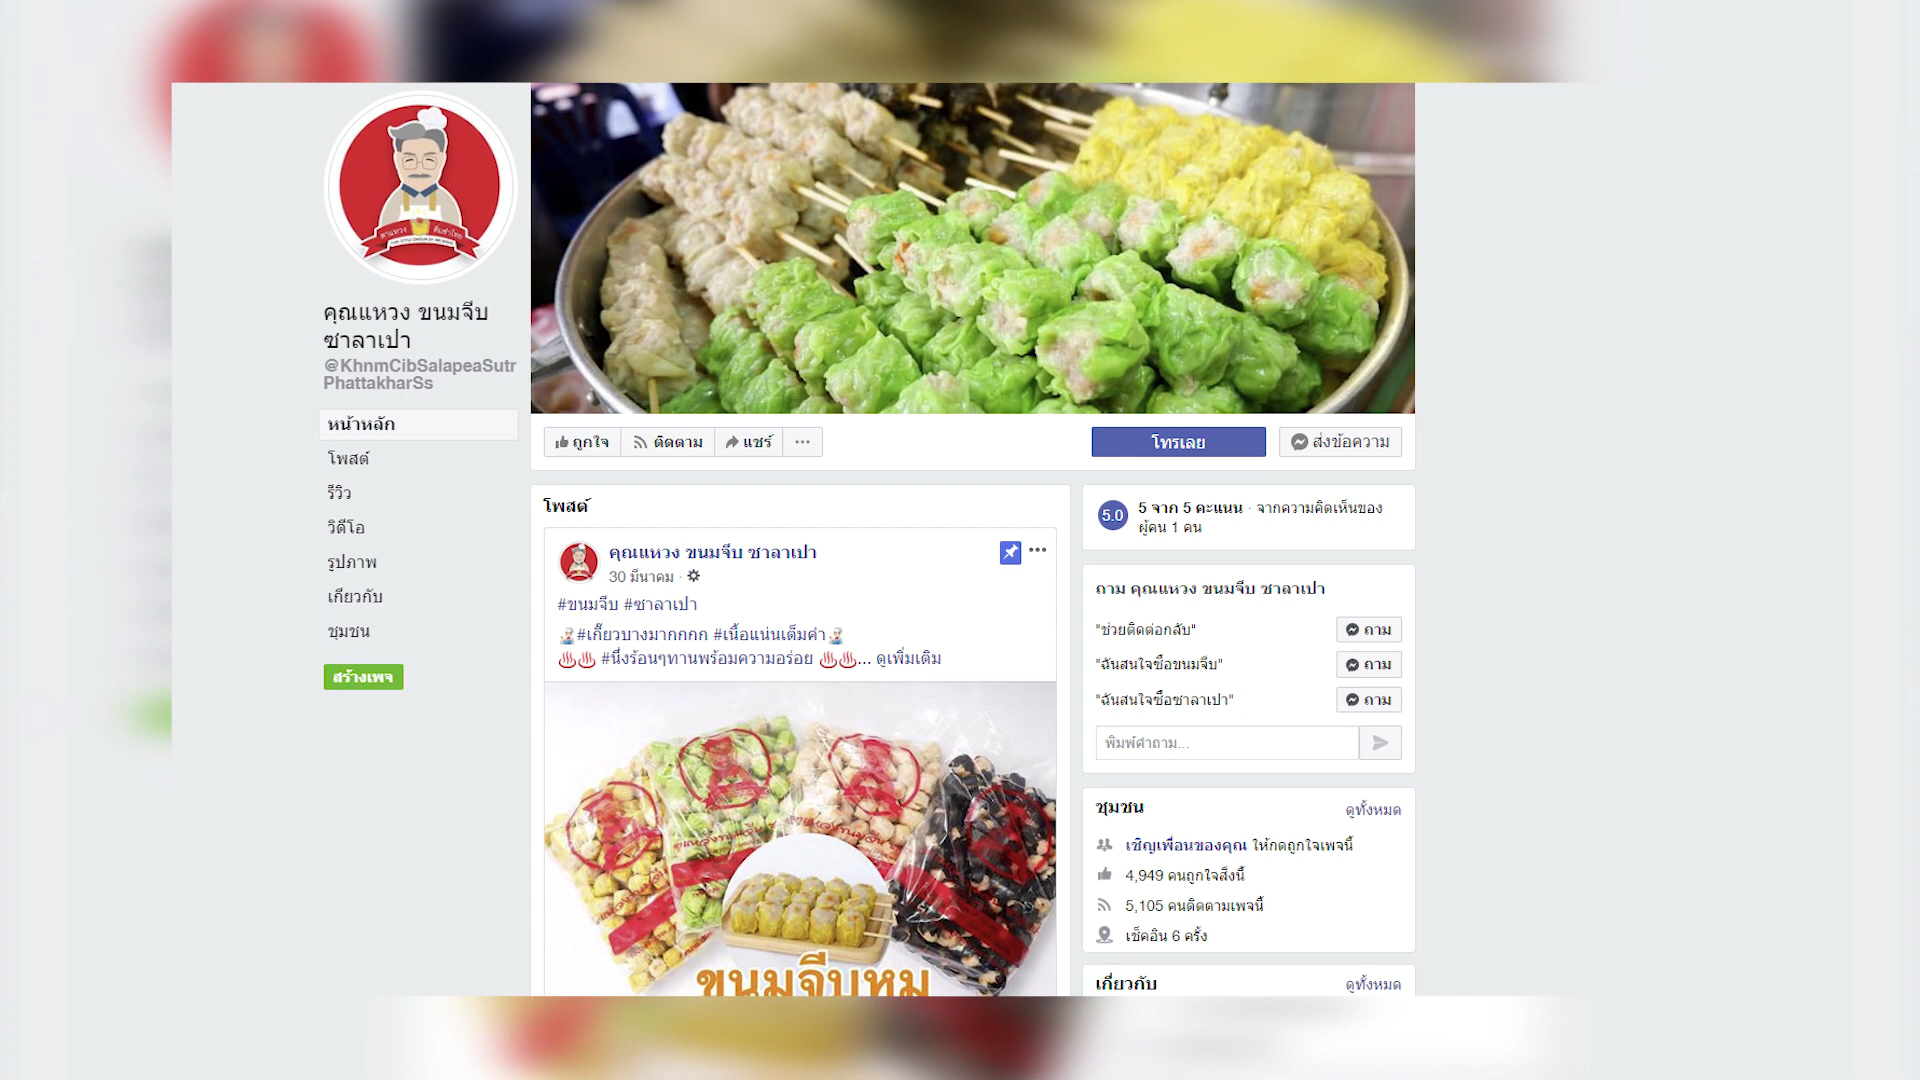 ตาแหวง ติ่มซำไทย
คุณแหวง ขนมจีบ
ซาลาเปา
@KhnmCibSalapeaSutr
PhattakharSs
หน้าหลัก
โพสต์
รีวิว
วิดีโอ
รูปภาพ
เกี่ยวกับ
ชุมชน
สร้างเพจ
ถูกใจ
ติดตาม
แชร์
โทรเลย
ส่งข้อความ
โพสต์
คุณแหวง ขนมจีบ ซาลาเปา
30 มีนาคม ·
#ขนมจีบ #ซาลาเปา
#เกี๊ยวบางมากกกก #เนื้อแน่นเต็มคำ
#นึ่งร้อนๆทานพร้อมความอร่อย ... ดูเพิ่มเติม
ขนมจีบหมู
5.0
5 จาก 5 คะแนน · จากความคิดเห็นของ
ผู้คน 1 คน
ถาม คุณแหวง ขนมจีบ ซาลาเปา
"ช่วยติดต่อกลับ"
ถาม
"ฉันสนใจซื้อขนมจีบ"
ถาม
"ฉันสนใจซื้อซาลาเปา"
ถาม
พิมพ์คำถาม...
ชุมชน
ดูทั้งหมด
เชิญเพื่อนของคุณ ให้กดถูกใจเพจนี้
4,949 คนถูกใจสิ่งนี้
5,105 คนติดตามเพจนี้
เช็คอิน 6 ครั้ง
เกี่ยวกับ
ดูทั้งหมด